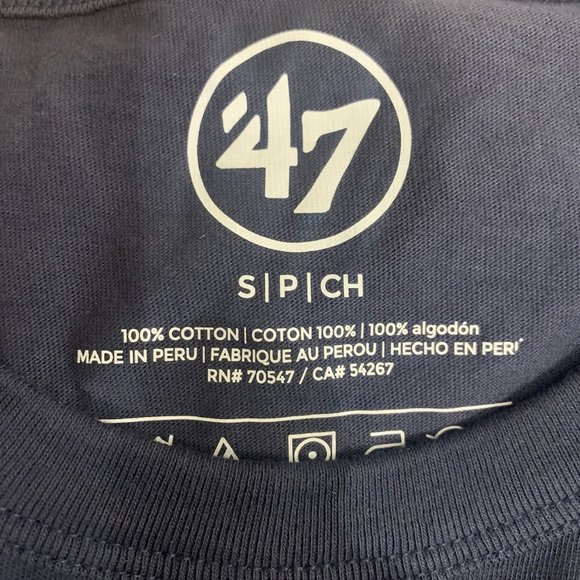 '47
S | P | CH
100% COTTON | COTON 100% | 100% algodón
MADE IN PERU | FABRIQUE AU PEROU | HECHO EN
RN# 70547 / CA# 54267